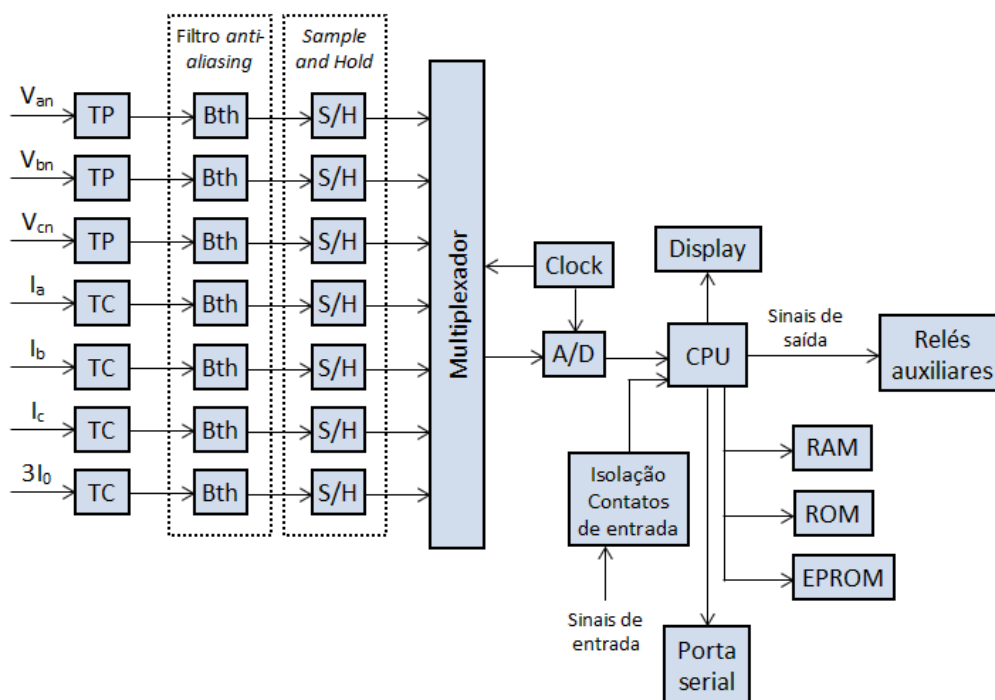 Filtro anti-
aliasing
Sample
and Hold
Van
TP
Bth
S/H
Vbn
TP
Bth
S/H
Vcn
TP
Bth
S/H
Ia
TC
Bth
S/H
Ib
TC
Bth
S/H
Ic
TC
Bth
S/H
3I0
TC
Bth
S/H
Multiplexador
Clock
A/D
Display
CPU
Sinais de
saída
Relés
auxiliares
Isolação
Contatos
de entrada
Sinais de
entrada
RAM
ROM
EPROM
Porta
serial